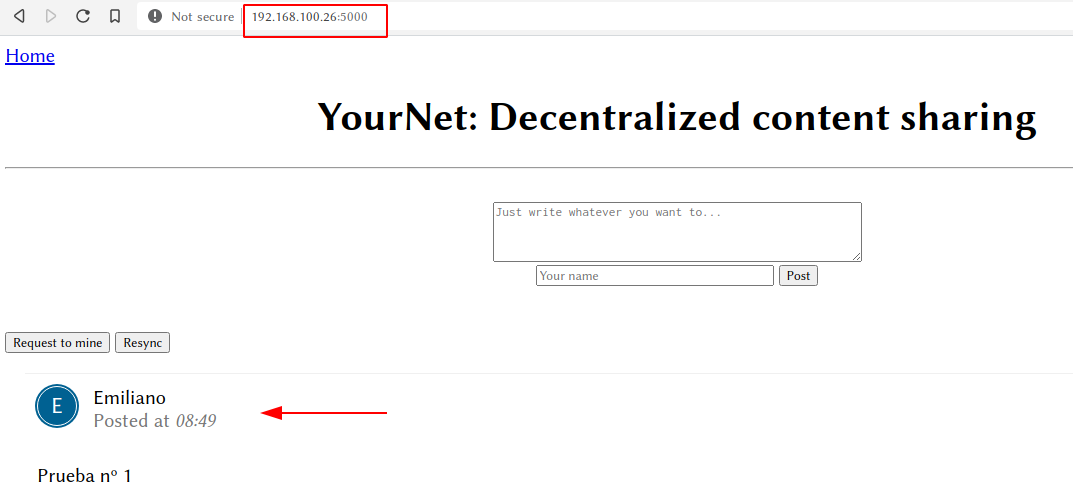 Not secure 192.168.100.26:5000
Home
YourNet: Decentralized content sharing
Just write whatever you want to...
Your name Post
Request to mine Resync
E Emiliano
Posted at 08:49
Prueba nº 1